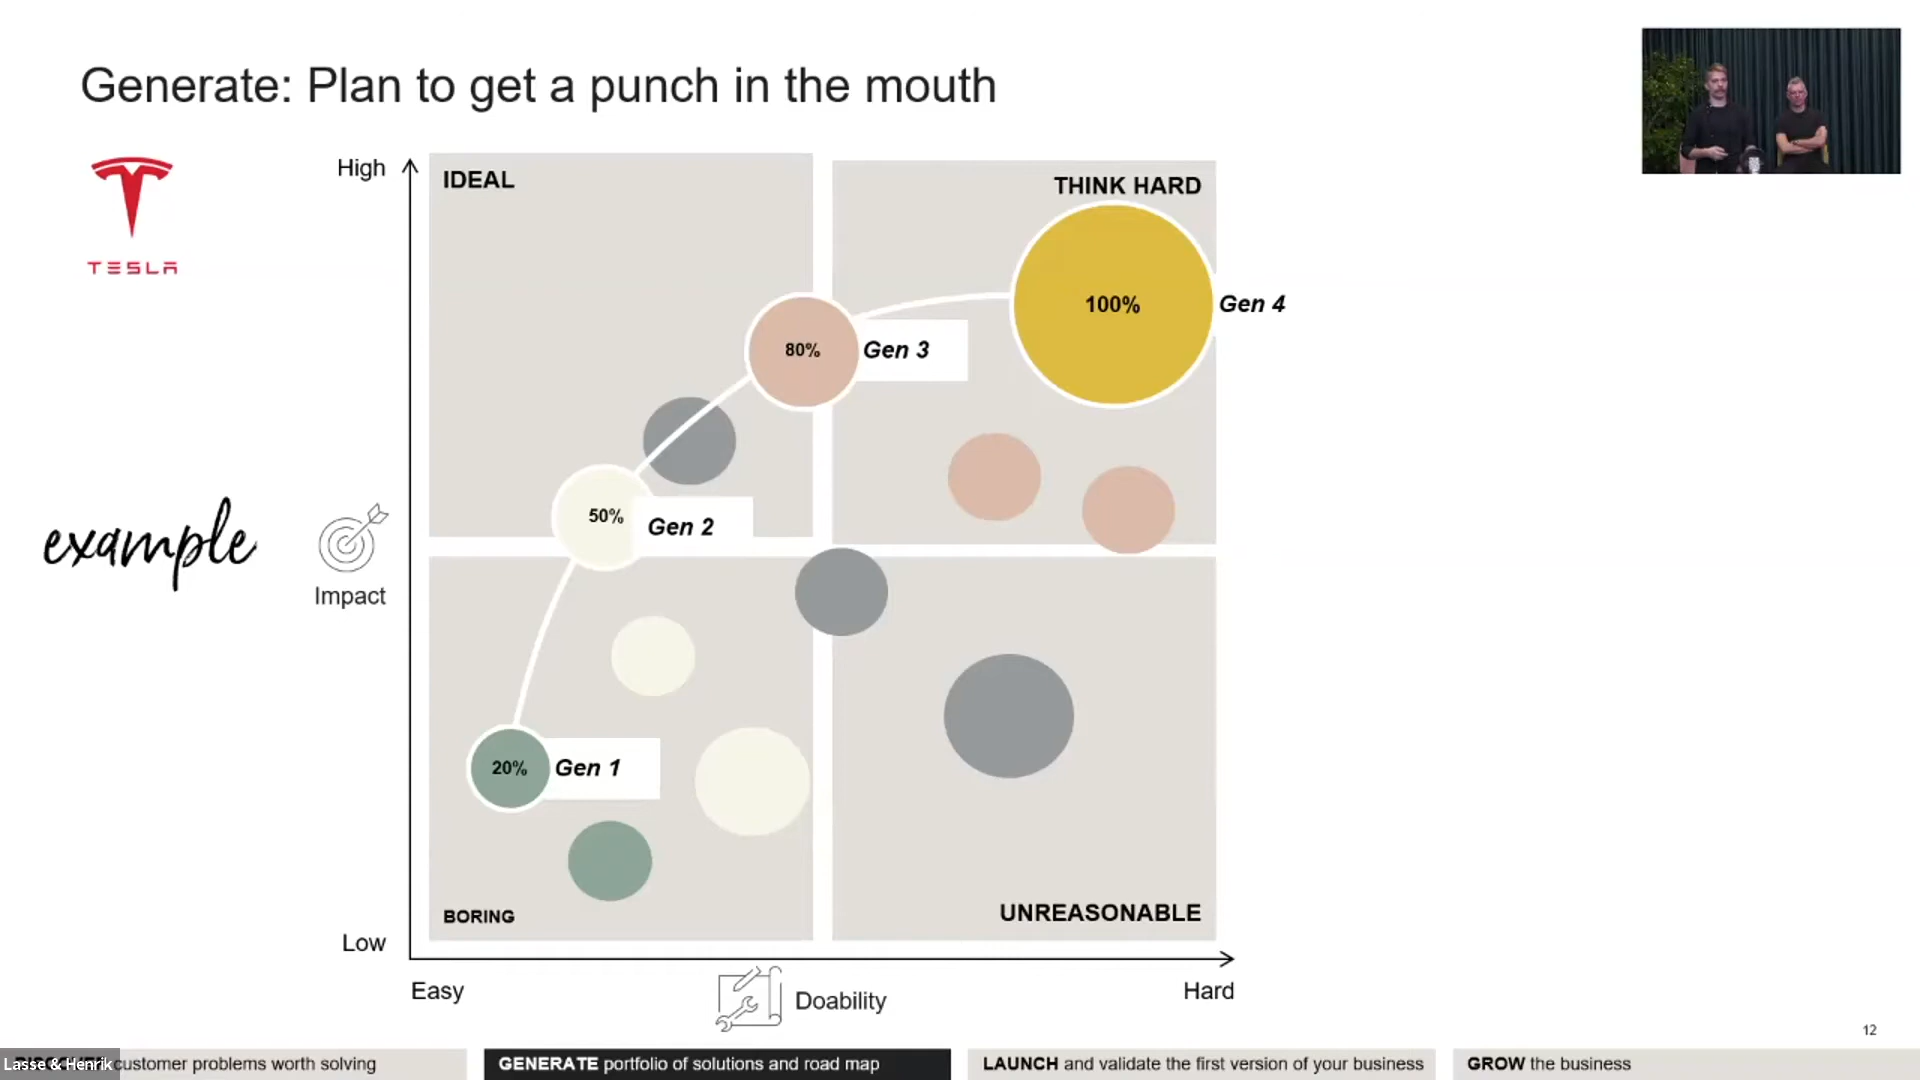 Generate: Plan to get a punch in the mouth
TESLA
High
IDEAL
THINK HARD
100%
Gen 4
80%
Gen 3
50%
Gen 2
example
Impact
20%
Gen 1
BORING
UNREASONABLE
Low
Easy
Doability
Hard
12
Lasse & Henrik
customer problems worth solving
GENERATE portfolio of solutions and road map
LAUNCH and validate the first version of your business
GROW the business